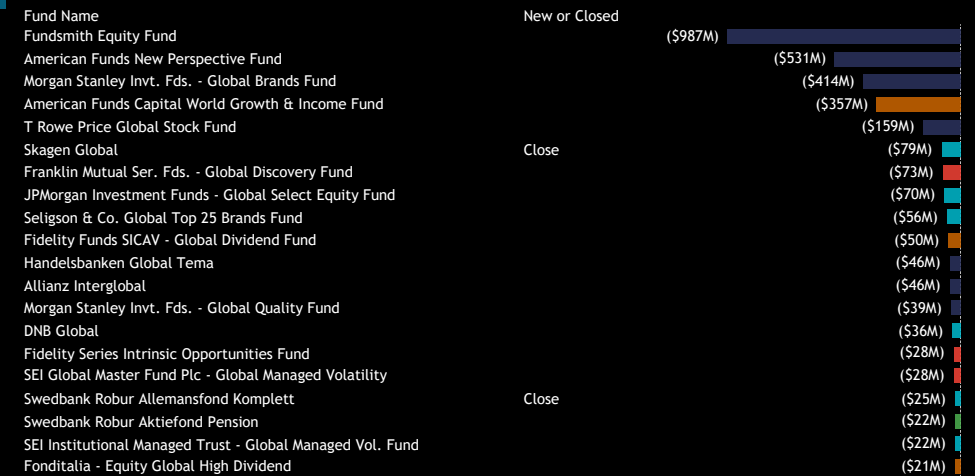 Fund Name New or Closed
Fundsmith Equity Fund ($987M)
American Funds New Perspective Fund ($531M)
Morgan Stanley Invt. Fds. - Global Brands Fund ($414M)
American Funds Capital World Growth & Income Fund ($357M)
T Rowe Price Global Stock Fund ($159M)
Skagen Global Close ($79M)
Franklin Mutual Ser. Fds. - Global Discovery Fund ($73M)
JPMorgan Investment Funds - Global Select Equity Fund ($70M)
Seligson & Co. Global Top 25 Brands Fund ($56M)
Fidelity Funds SICAV - Global Dividend Fund ($50M)
Handelsbanken Global Tema ($46M)
Allianz Interglobal ($46M)
Morgan Stanley Invt. Fds. - Global Quality Fund ($39M)
DNB Global ($36M)
Fidelity Series Intrinsic Opportunities Fund ($28M)
SEI Global Master Fund Plc - Global Managed Volatility ($28M)
Swedbank Robur Allemansfond Komplett Close ($25M)
Swedbank Robur Aktiefond Pension ($22M)
SEI Institutional Managed Trust - Global Managed Vol. Fund ($22M)
Fonditalia - Equity Global High Dividend ($21M)